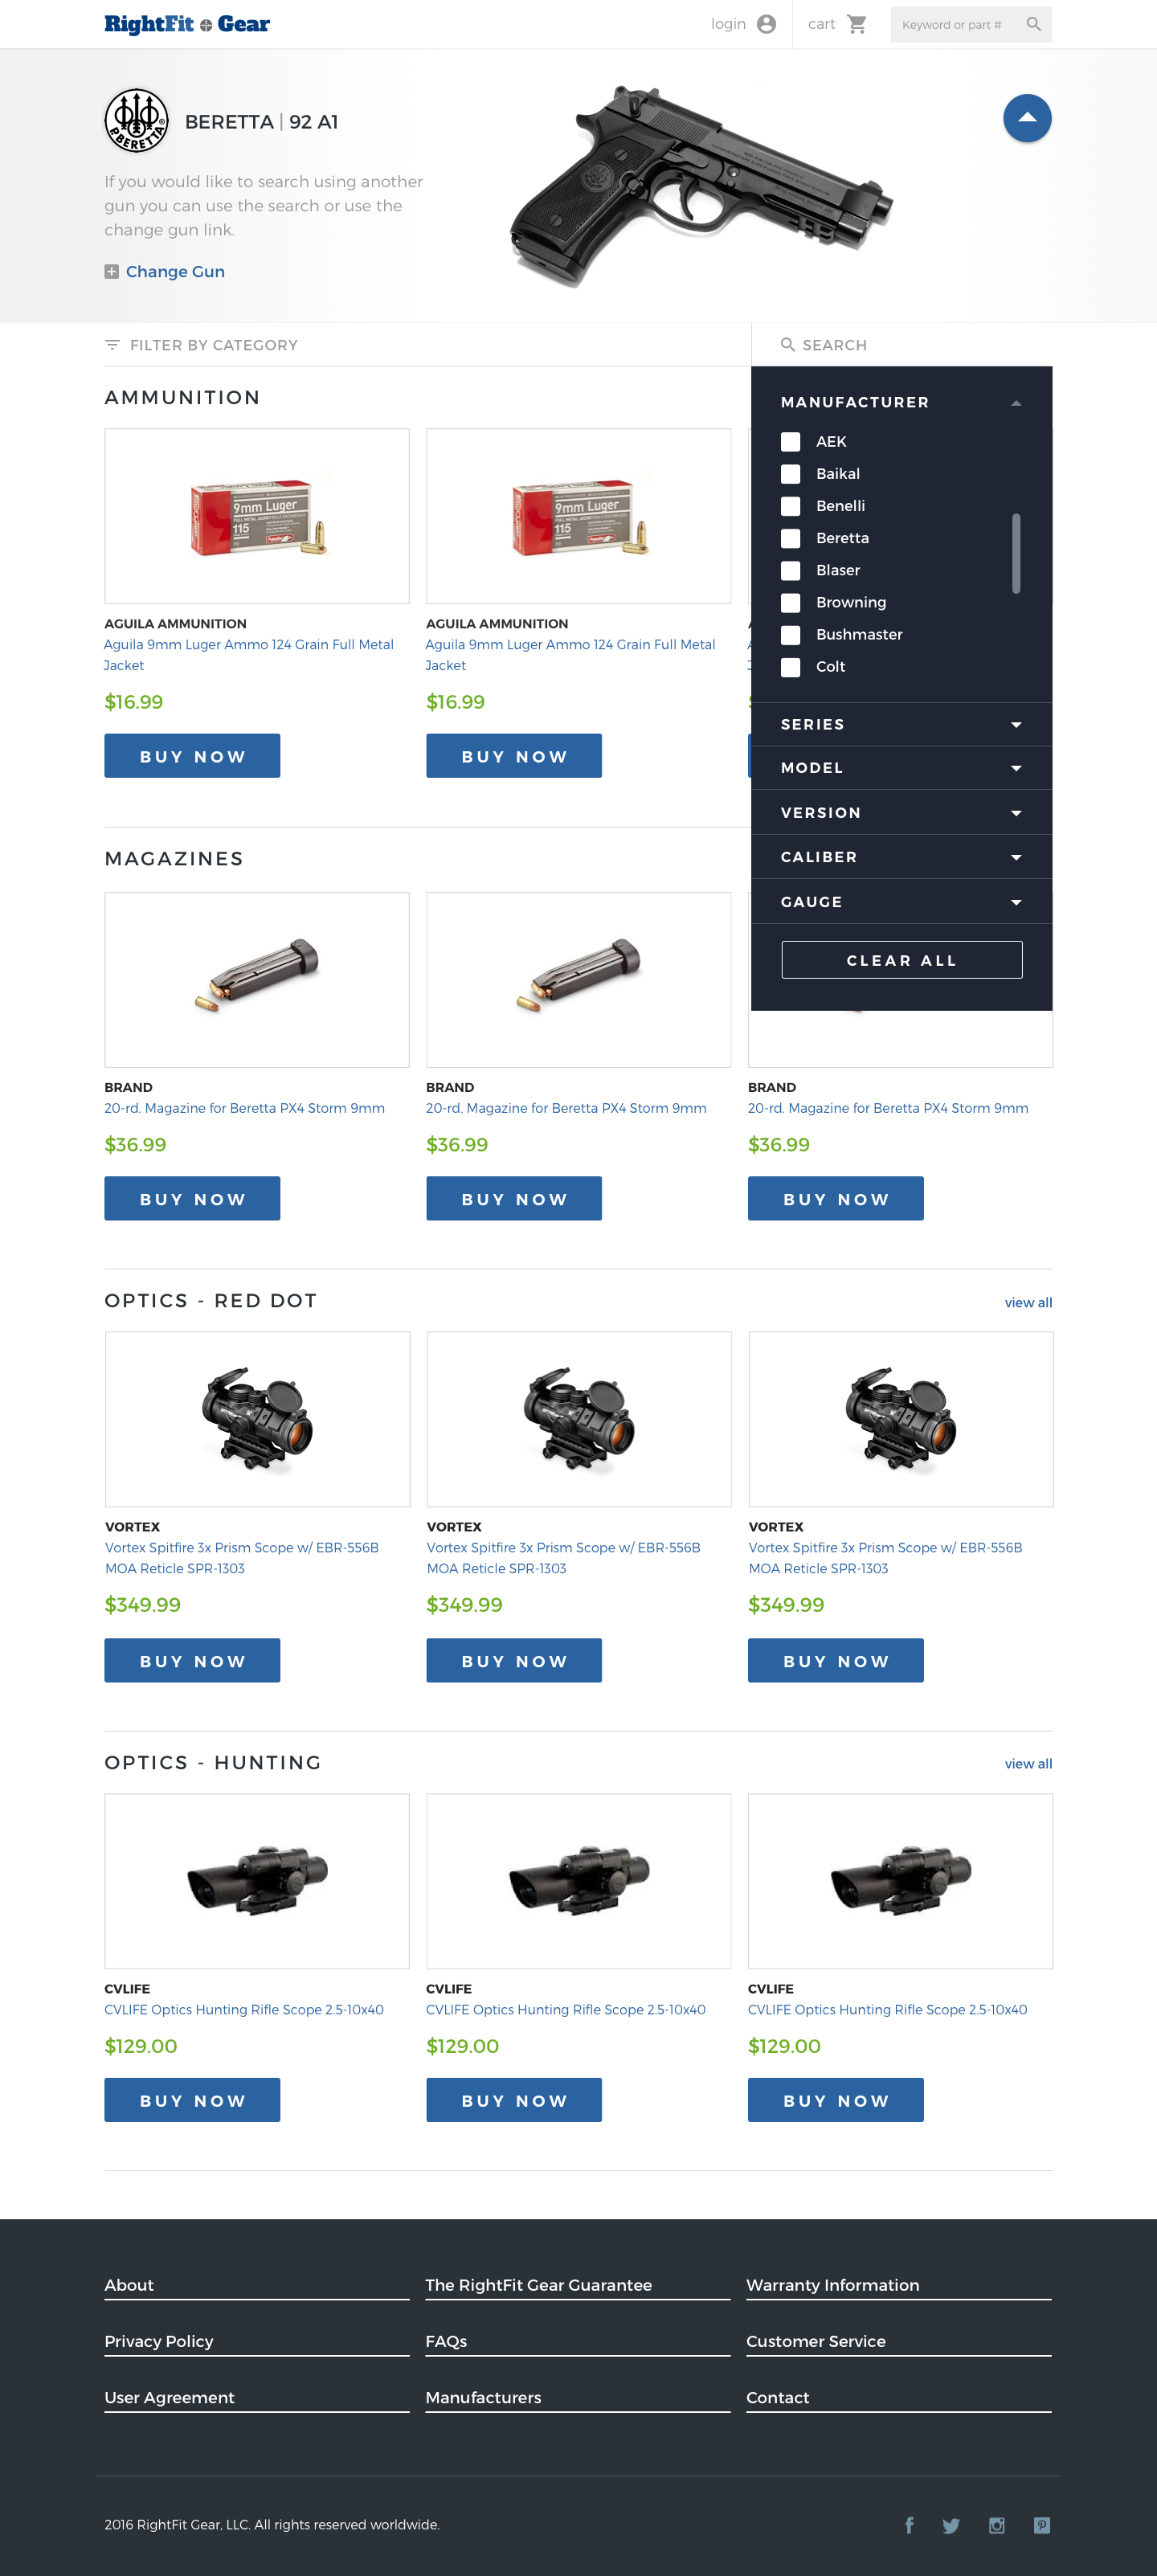 RightFit Gear
login
cart
Keyword or part #
P.BERETTA
BERETTA | 92 A1
If you would like to search using another
gun you can use the search or use the
change gun link.
Change Gun
FILTER BY CATEGORY
SEARCH
AMMUNITION
9mm Luger
115
9mm Luger
115
AGUILA AMMUNITION
Aguila 9mm Luger Ammo 124 Grain Full Metal
Jacket
$16.99
BUY NOW
AGUILA AMMUNITION
Aguila 9mm Luger Ammo 124 Grain Full Metal
Jacket
$16.99
BUY NOW
MANUFACTURER
AEK
Baikal
Benelli
Beretta
Blaser
Browning
Bushmaster
Colt
SERIES
MODEL
VERSION
CALIBER
GAUGE
CLEAR ALL
MAGAZINES
BRAND
20-rd. Magazine for Beretta PX4 Storm 9mm
$36.99
BUY NOW
BRAND
20-rd. Magazine for Beretta PX4 Storm 9mm
$36.99
BUY NOW
BRAND
20-rd. Magazine for Beretta PX4 Storm 9mm
$36.99
BUY NOW
OPTICS - RED DOT
view all
VORTEX
Vortex Spitfire 3x Prism Scope w/ EBR-556B
MOA Reticle SPR-1303
$349.99
BUY NOW
VORTEX
Vortex Spitfire 3x Prism Scope w/ EBR-556B
MOA Reticle SPR-1303
$349.99
BUY NOW
VORTEX
Vortex Spitfire 3x Prism Scope w/ EBR-556B
MOA Reticle SPR-1303
$349.99
BUY NOW
OPTICS - HUNTING
view all
CVLIFE
CVLIFE Optics Hunting Rifle Scope 2.5-10x40
$129.00
BUY NOW
CVLIFE
CVLIFE Optics Hunting Rifle Scope 2.5-10x40
$129.00
BUY NOW
CVLIFE
CVLIFE Optics Hunting Rifle Scope 2.5-10x40
$129.00
BUY NOW
About
The RightFit Gear Guarantee
Warranty Information
Privacy Policy
FAQs
Customer Service
User Agreement
Manufacturers
Contact
2016 RightFit Gear, LLC. All rights reserved worldwide.